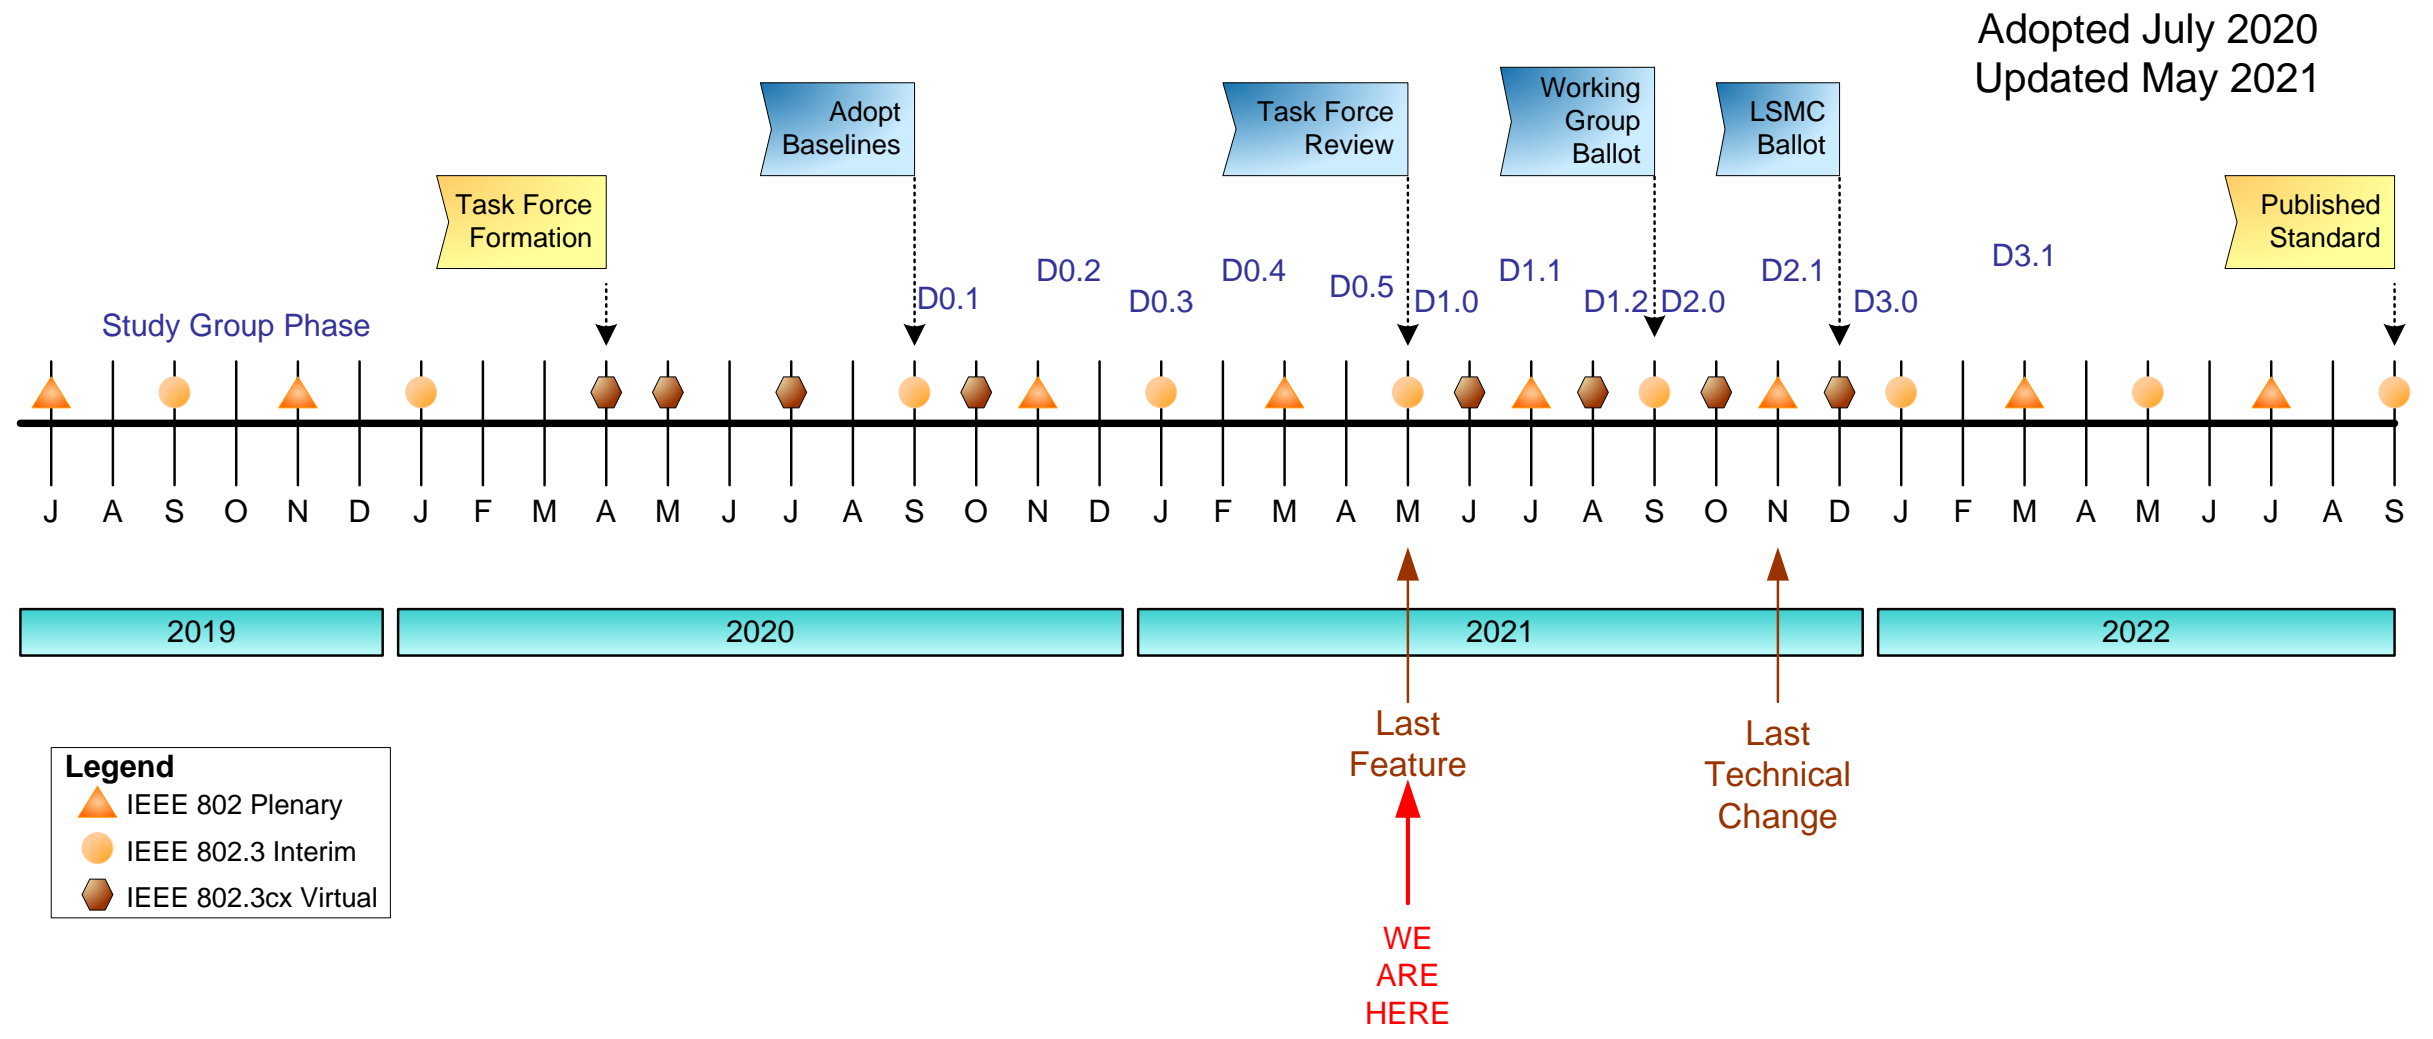 Adopted July 2020
Updated May 2021
Task Force
Formation
Adopt
Baselines
Task Force
Review
Working
Group
Ballot
LSMC
Ballot
Published
Standard
Study Group Phase
D0.1
D0.2
D0.3
D0.4
D0.5
D1.0
D1.1
D1.2
D2.0
D2.1
D3.0
D3.1
J A S O N D J F M A M J J A S O N D J F M A M J J A S O N D J F M A M J J A S
2019 2020 2021 2022
Last
Feature
Last
Technical
Change
WE
ARE
HERE
Legend
IEEE 802 Plenary
IEEE 802.3 Interim
IEEE 802.3cx Virtual